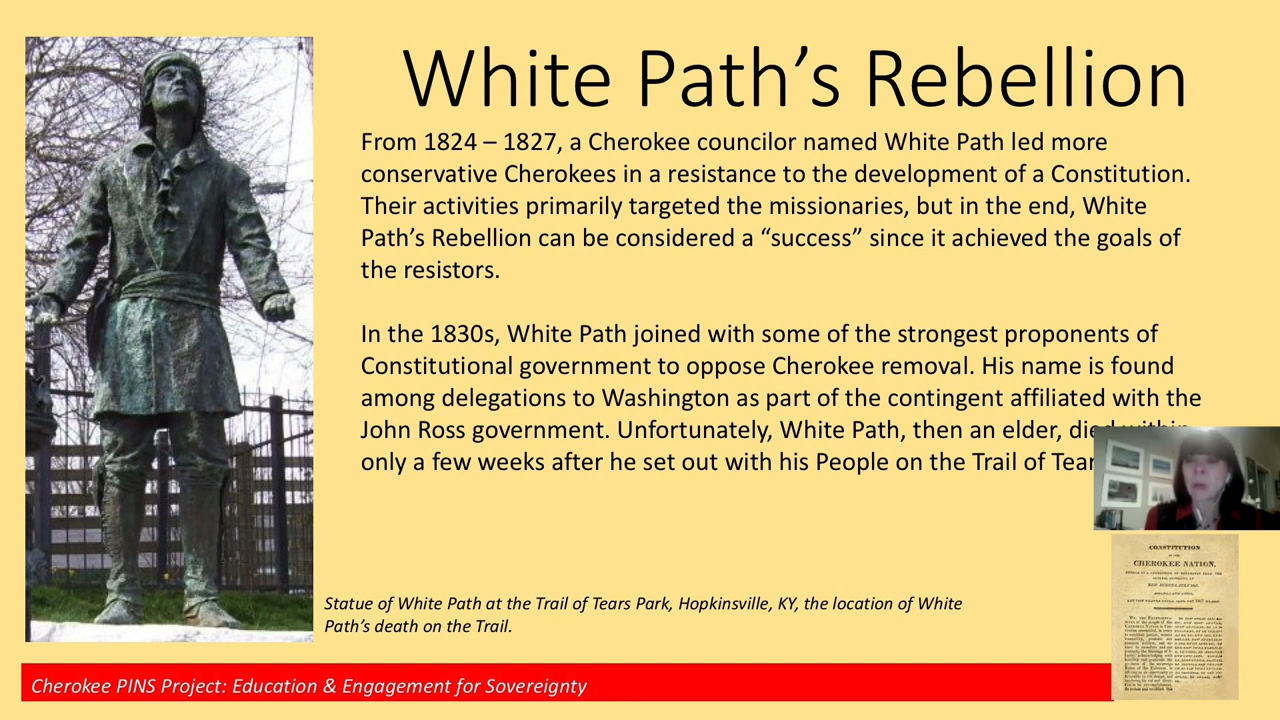 White Path’s Rebellion
From 1824 – 1827, a Cherokee councilor named White Path led more
conservative Cherokees in a resistance to the development of a Constitution.
Their activities primarily targeted the missionaries, but in the end, White
Path’s Rebellion can be considered a “success” since it achieved the goals of
the resistors.
In the 1830s, White Path joined with some of the strongest proponents of
Constitutional government to oppose Cherokee removal. His name is found
among delegations to Washington as part of the contingent affiliated with the
John Ross government. Unfortunately, White Path, then an elder, died within
only a few weeks after he set out with his People on the Trail of
Statue of White Path at the Trail of Tears Park, Hopkinsville, KY, the location of White
Path’s death on the Trail.
CONSTITUTION
OF THE
CHEROKEE NATION,
Cherokee PINS Project: Education & Engagement for Sovereignty